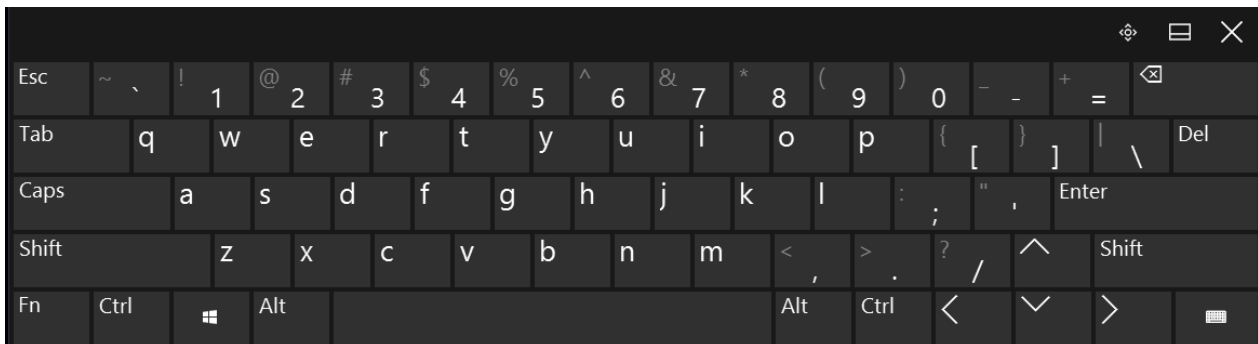 Esc ~ ` ! 1 @ 2 # 3 $ 4 % 5 ^ 6 & 7 * 8 ( 9 ) 0 _ - + =
Tab q w e r t y u i o p { [ } ] | \ Del
Caps a s d f g h j k l : ; " ' Enter
Shift z x c v b n m < , > . ? / Shift
Fn Ctrl Alt Alt Ctrl